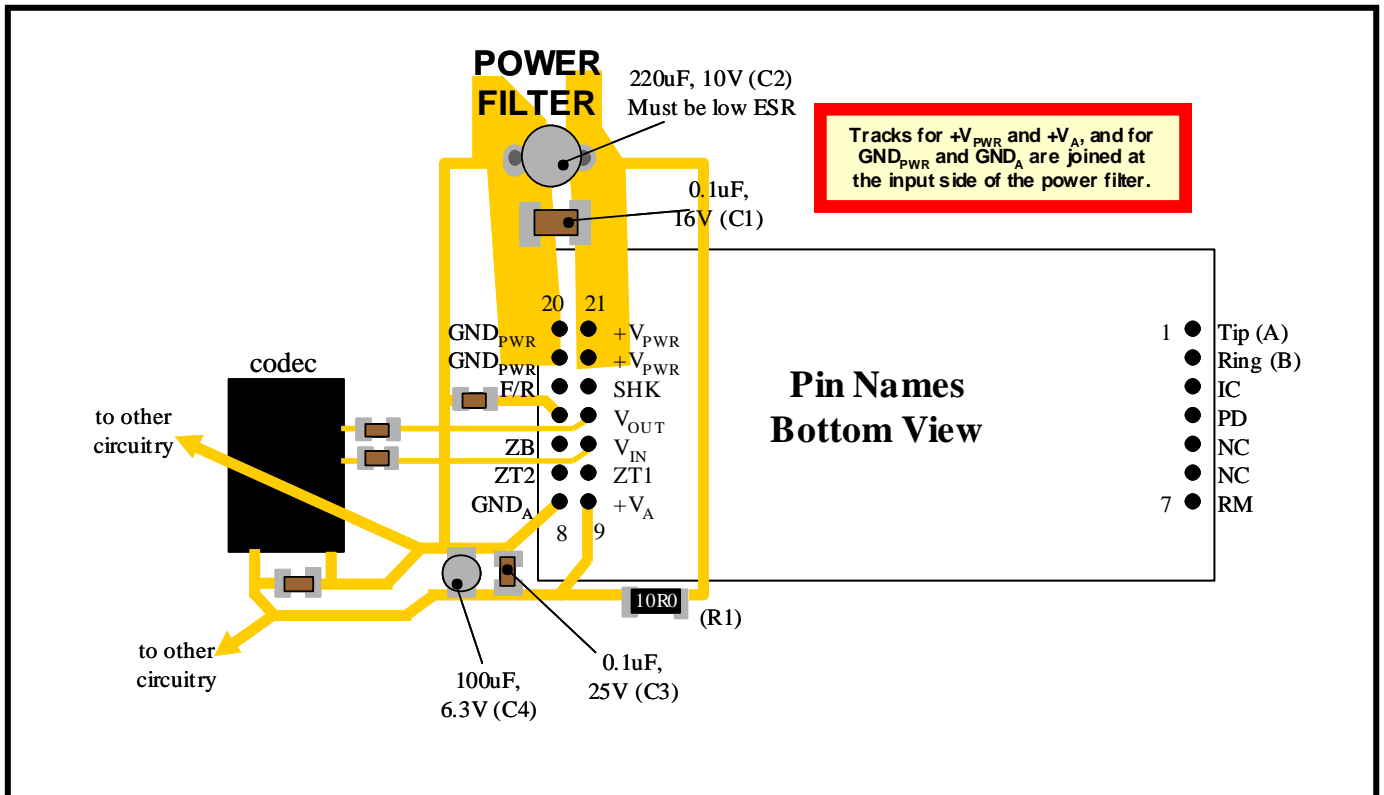 POWER
FILTER
220uF, 10V (C2)
Must be low ESR
Tracks for +VPWR and +VA, and for
GNDPWR and GNDA are joined at
the input side of the power filter.
0.1uF,
16V (C1)
20 21
GNDPWR +VPWR
GNDPWR +VPWR
F/R SHK
VOUT
ZB VIN
ZT2 ZT1
GNDA +VA
8 9
Pin Names
Bottom View
1 Tip (A)
Ring (B)
IC
PD
NC
NC
7 RM
codec
to other
circuitry
10R0
(R1)
to other
circuitry
100uF,
6.3V (C4)
0.1uF,
25V (C3)